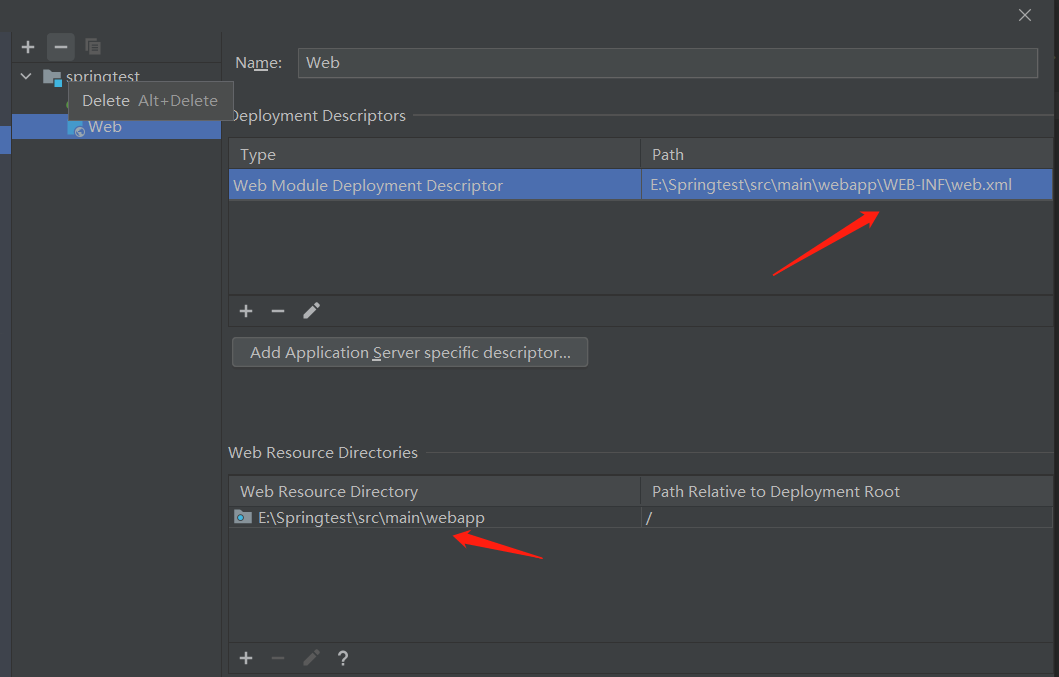 Name: Web
springtest
Delete Alt+Delete
Web
Deployment Descriptors
Type Path
Web Module Deployment Descriptor E:\Springtest\src\main\webapp\WEB-INF\web.xml
Add Application Server specific descriptor...
Web Resource Directories
Web Resource Directory Path Relative to Deployment Root
E:\Springtest\src\main\webapp /
?